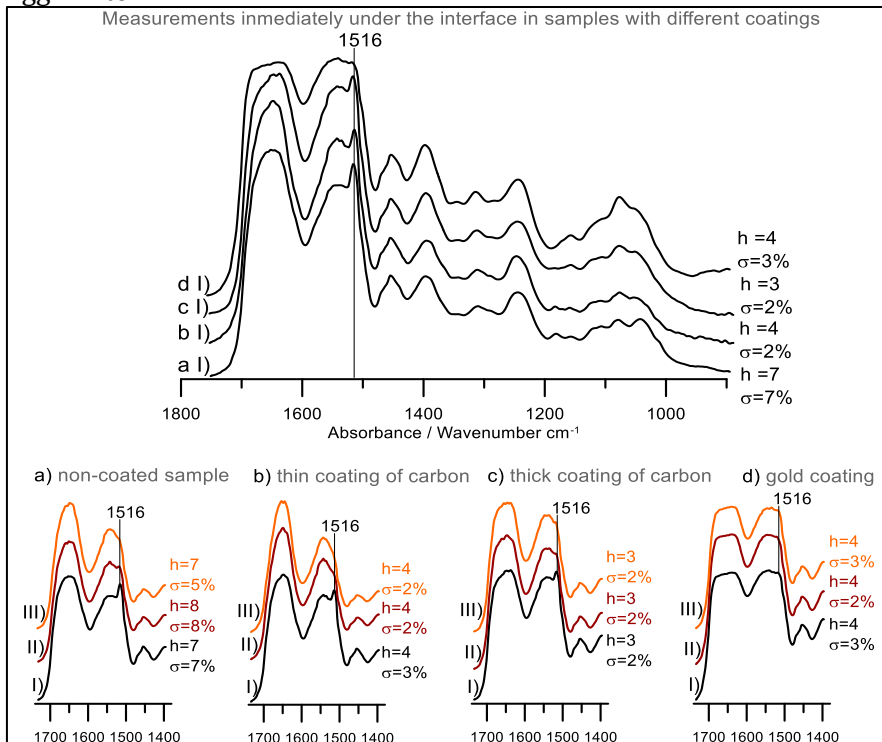 Measurements inmediately under the interface in samples with different coatings
1516
d I)
c I)
b I)
a I)
h =4
σ=3%
h =3
σ=2%
h =4
σ=2%
h =7
σ=7%
1800 1600 1400 1200 1000
Absorbance / Wavenumber cm⁻¹
a) non-coated sample
1516
h=7
σ=5%
h=8
σ=8%
h=7
σ=7%
III)
II)
I)
1700 1600 1500 1400
b) thin coating of carbon
1516
h=4
σ=2%
h=4
σ=2%
h=4
σ=3%
III)
II)
I)
1700 1600 1500 1400
c) thick coating of carbon
1516
h=3
σ=2%
h=3
σ=2%
h=3
σ=2%
III)
II)
I)
1700 1600 1500 1400
d) gold coating
1516
h=4
σ=3%
h=4
σ=2%
h=4
σ=3%
III)
II)
I)
1700 1600 1500 1400